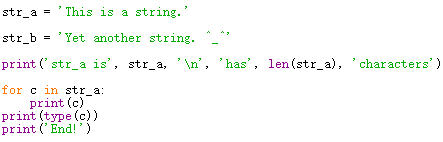 str_a = 'This is a string.'
str_b = 'Yet another string. ^_^'
print('str_a is', str_a, '\n', 'has', len(str_a), 'characters')
for c in str_a:
    print(c)
print(type(c))
print('End!')